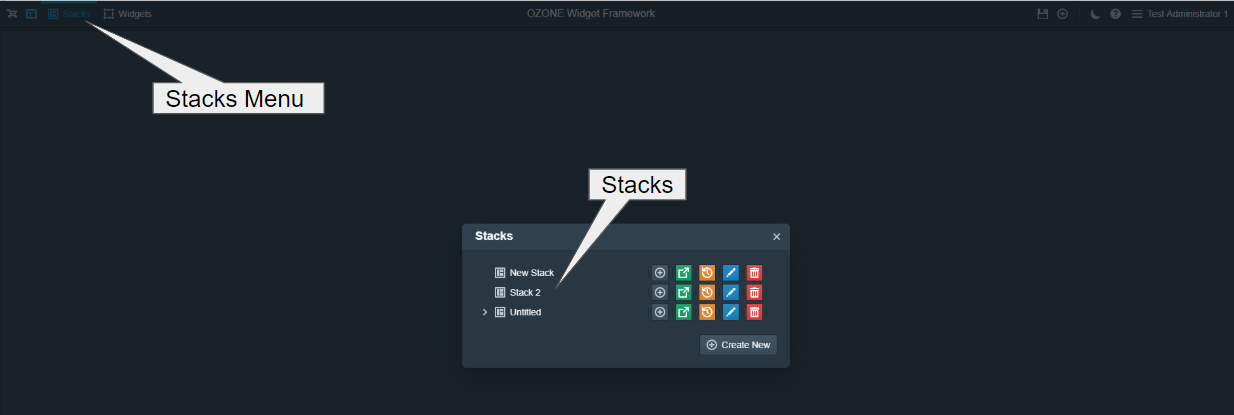 Stacks
Widgets
OZONE Widget Framework
Test Administrator 1
Stacks Menu
Stacks
Stacks
New Stack
Stack 2
Untitled
Create New